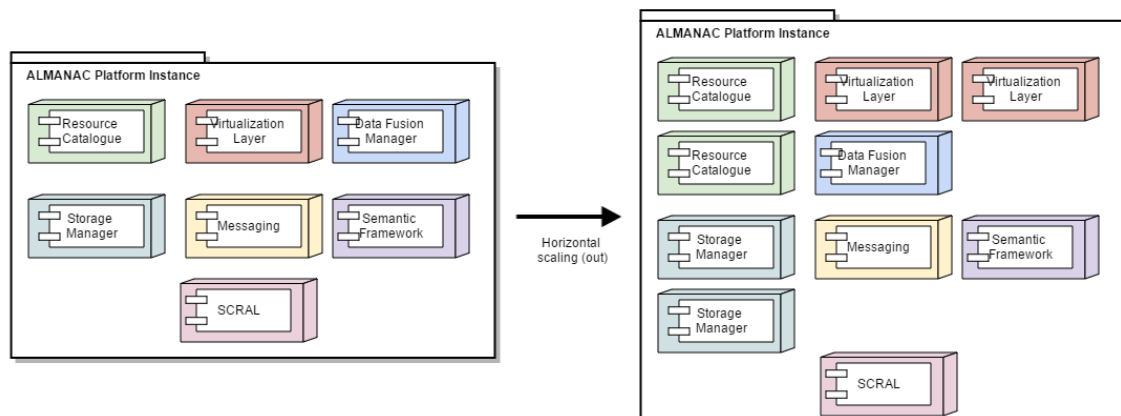 ALMANAC Platform Instance
Resource
Catalogue
Virtualization
Layer
Data Fusion
Manager
Storage
Manager
Messaging
Semantic
Framework
SCRAL
Horizontal
scaling (out)
ALMANAC Platform Instance
Resource
Catalogue
Virtualization
Layer
Virtualization
Layer
Resource
Catalogue
Data Fusion
Manager
Storage
Manager
Messaging
Semantic
Framework
Storage
Manager
SCRAL